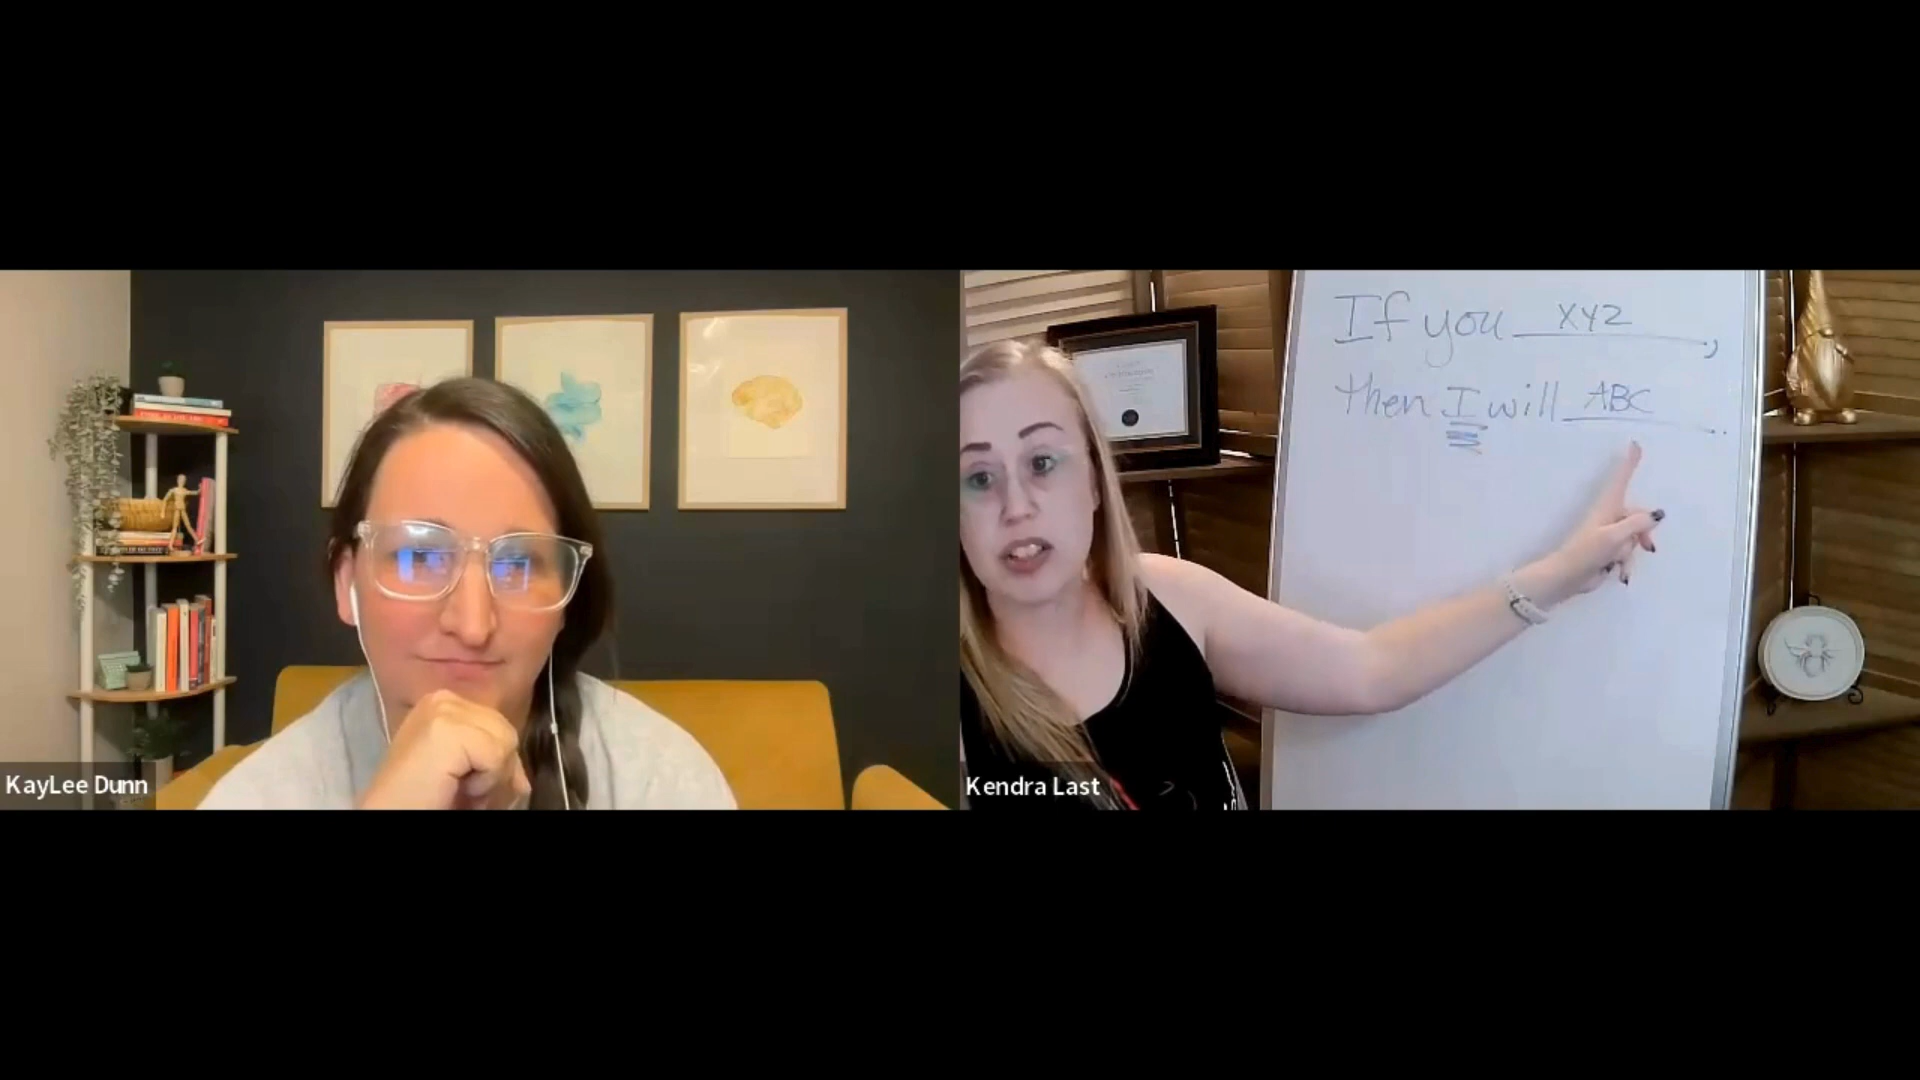 If you XYZ,
then I will ABC.
KayLee Dunn
Kendra Last